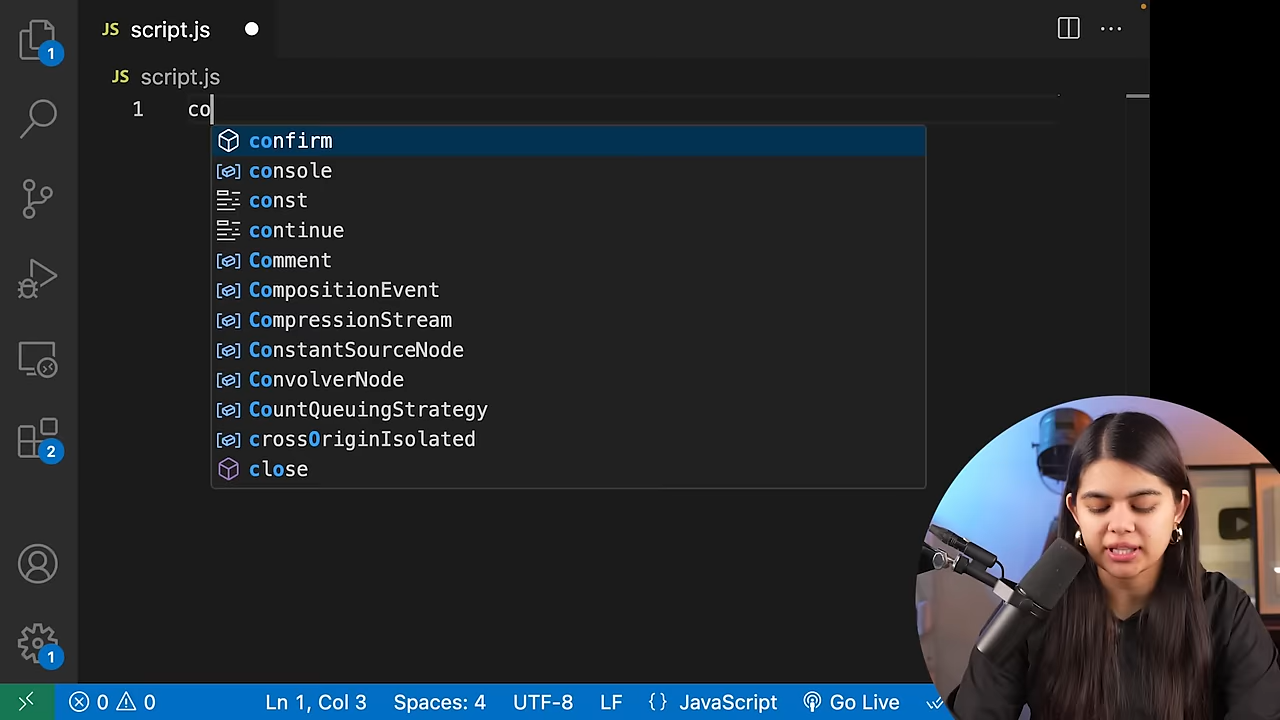 1
JS script.js
JS script.js
1 co
confirm
console
const
continue
Comment
CompositionEvent
CompressionStream
ConstantSourceNode
ConvolverNode
CountQueuingStrategy
crossOriginIsolated
close
2
1
0 0 Ln 1, Col 3 Spaces: 4 UTF-8 LF {} JavaScript Go Live